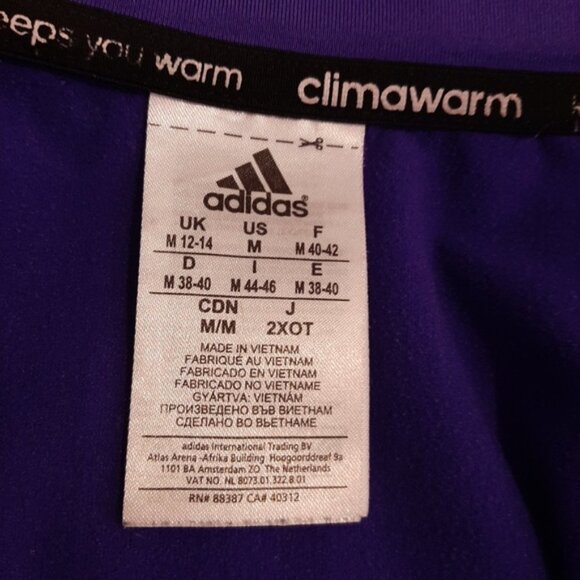 eeps you warm climawarm
adidas
UK US F
M 12-14 M M 40-42
D I E
M 38-40 M 44-46 M 38-40
CDN J
M/M 2XOT
MADE IN VIETNAM
FABRIQUÉ AU VIETNAM
FABRICADO EN VIETNAM
FABRICADO NO VIETNAME
GYÁRTVA: VIETNÁM
ПРОИЗВЕДЕНО ВЪВ ВИЕТНАМ
СДЕЛАНО ВО ВЬЕТНАМЕ
adidas International Trading BV
Atlas Arena -Afrika Building Hoogoorddreef 9a
1101 BA Amsterdam ZO The Netherlands
VAT NO. NL 8073.01.322.B.01
RN# 88387 CA# 40312